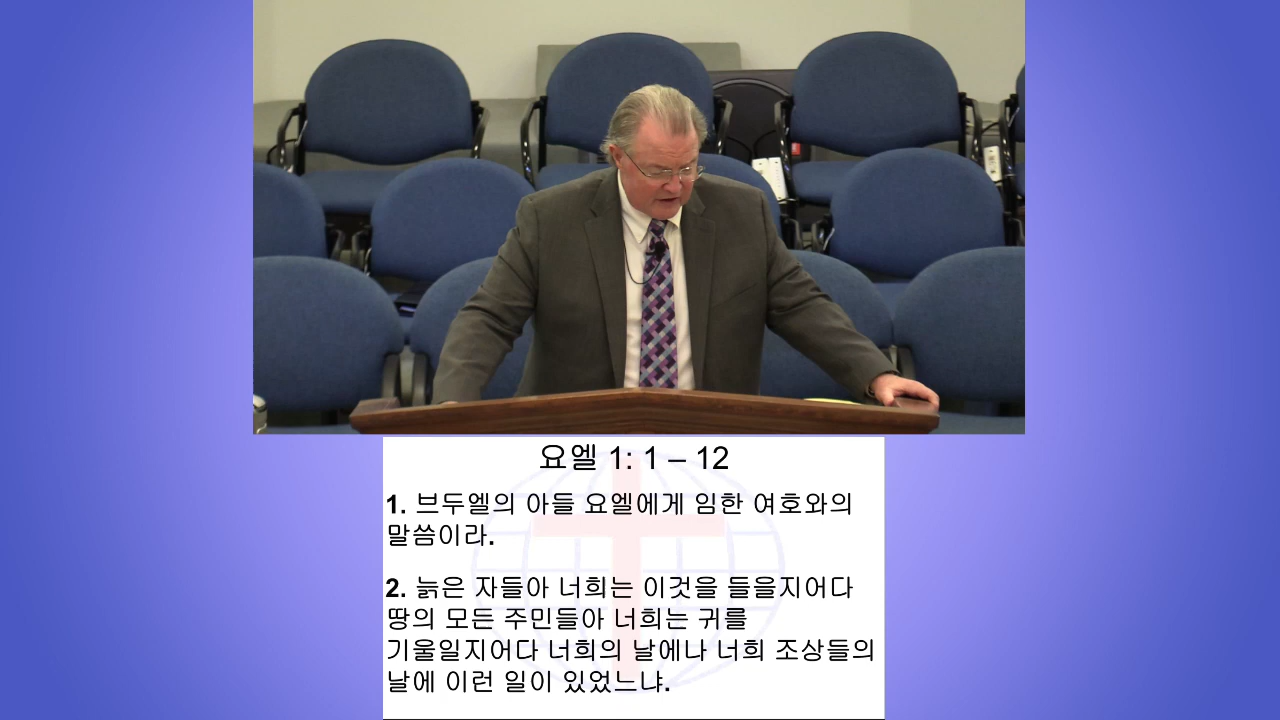 요엘 1: 1 – 12
1. 브두엘의 아들 요엘에게 임한 여호와의
말씀이라.
2. 늙은 자들아 너희는 이것을 들을지어다
땅의 모든 주민들아 너희는 귀를
기울일지어다 너희의 날에나 너희 조상들의
날에 이런 일이 있었느냐.